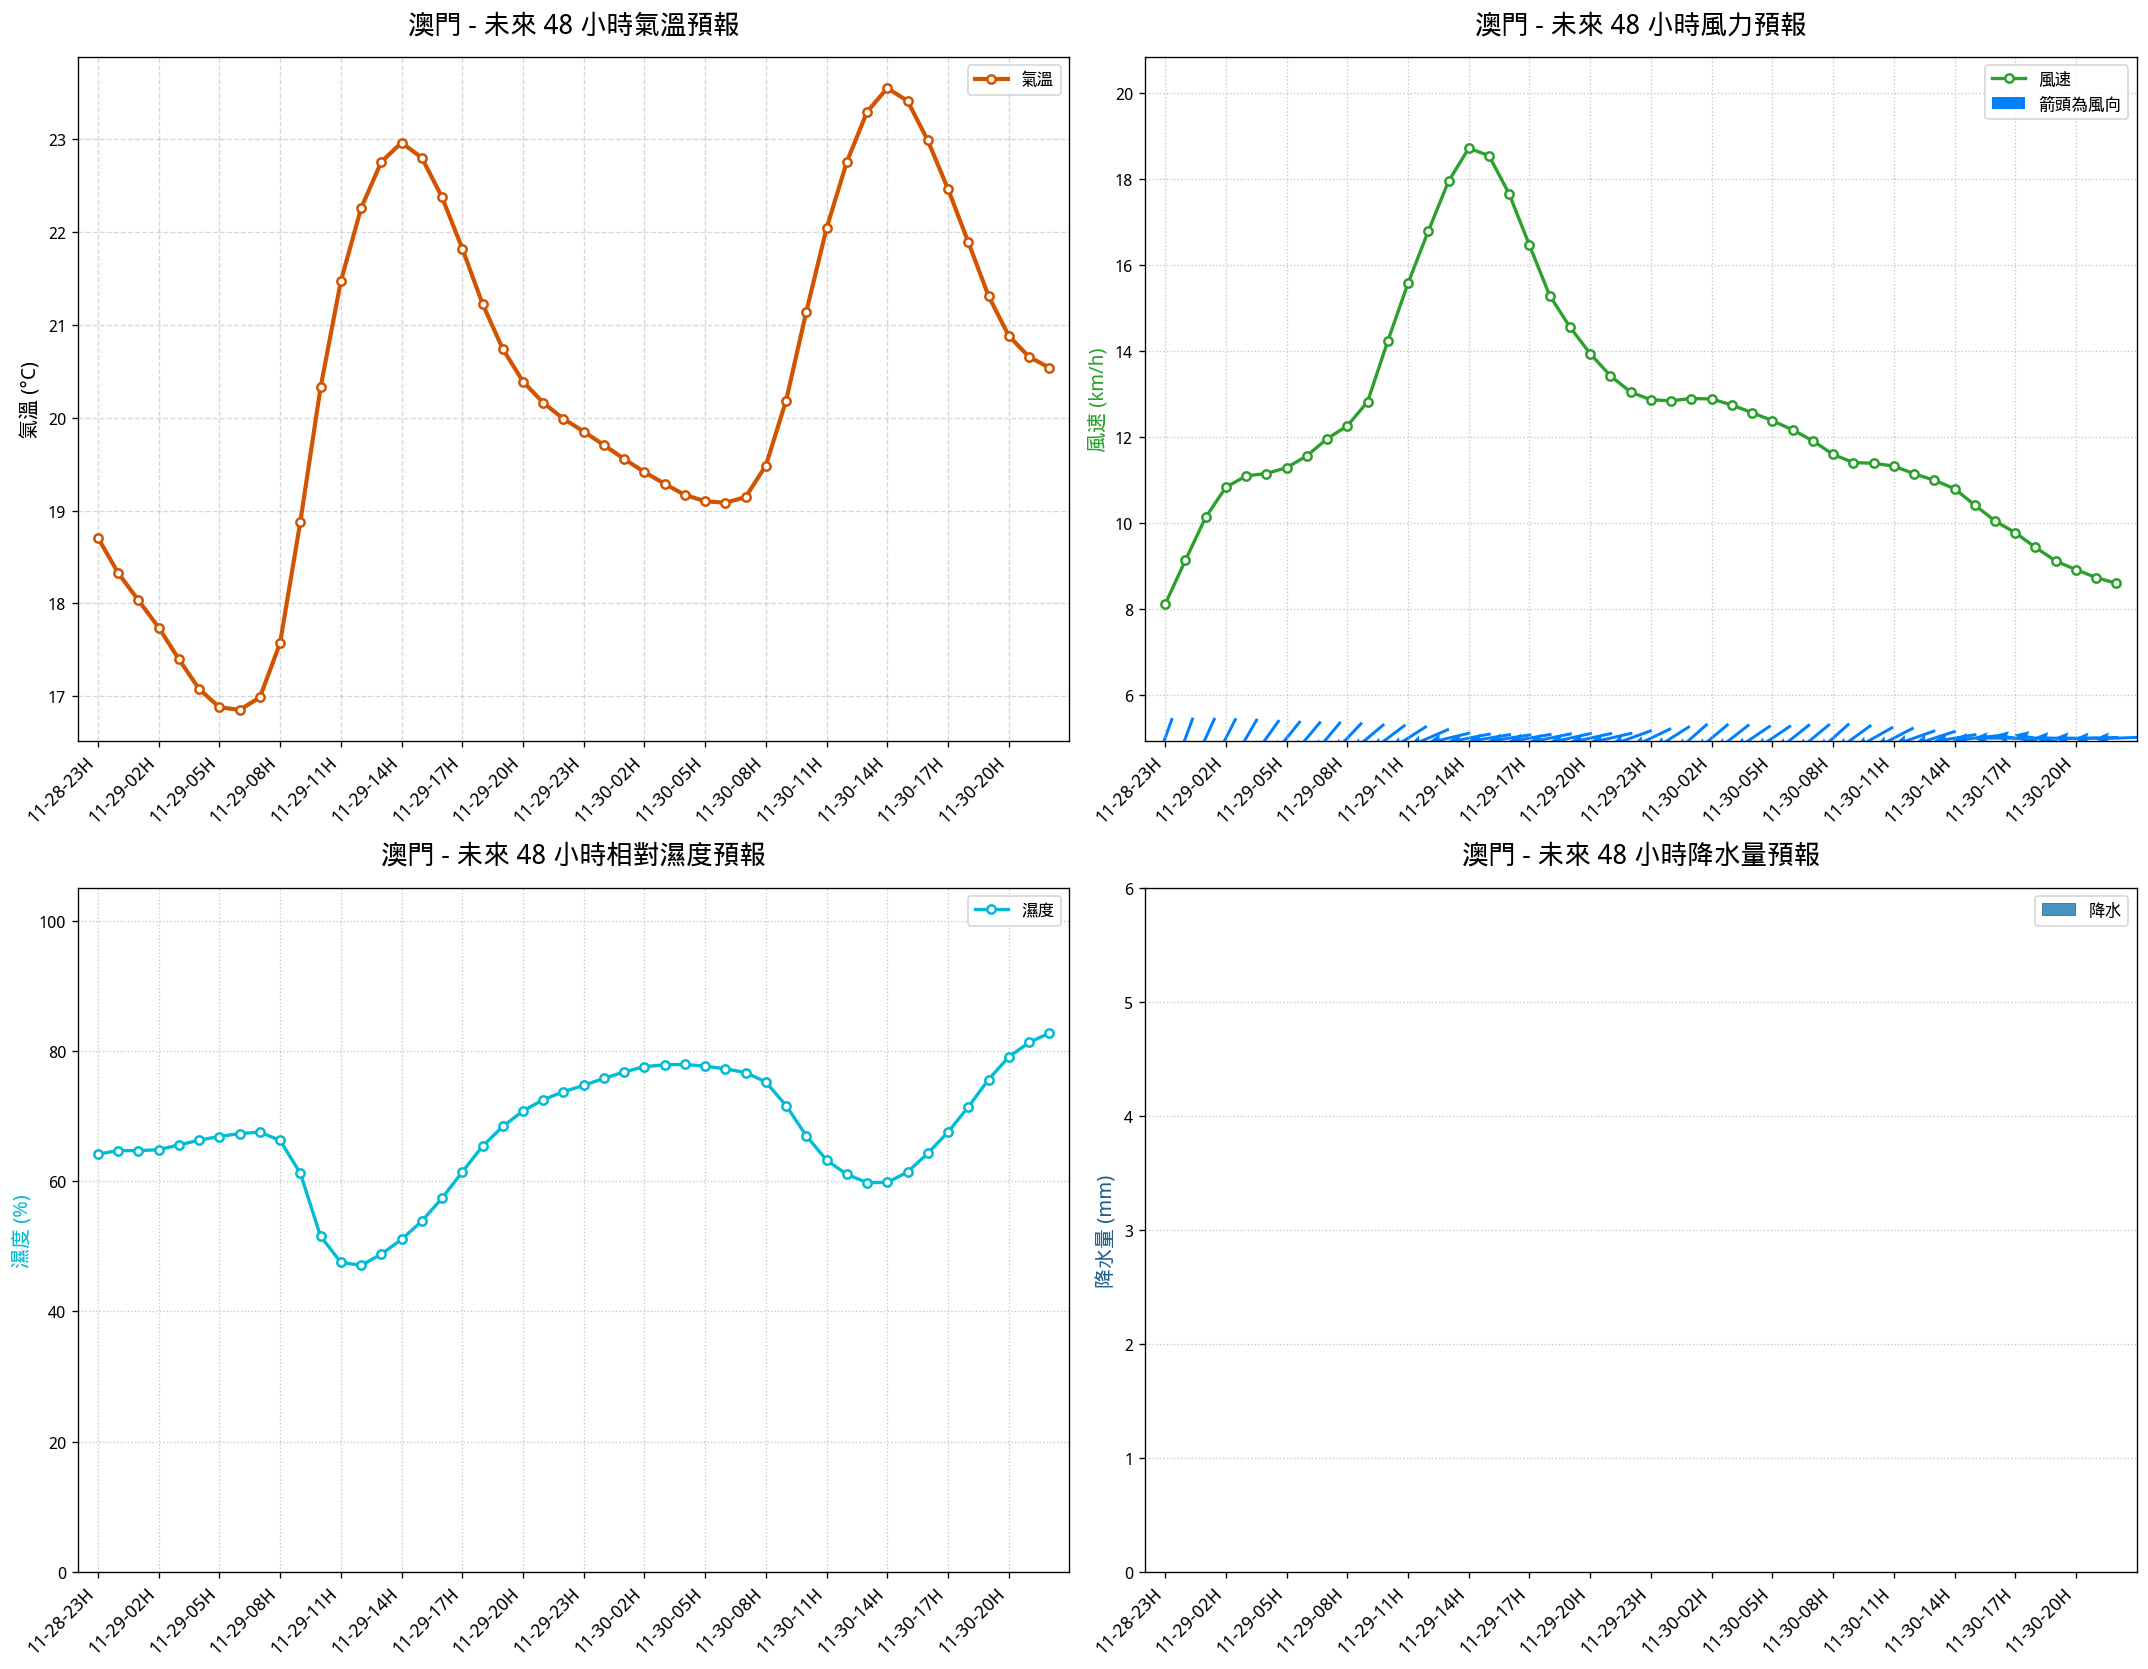 澳門 - 未來 48 小時氣溫預報
氣溫
氣溫 (°C)
23
22
21
20
19
18
17
11-28-23H
11-29-02H
11-29-05H
11-29-08H
11-29-11H
11-29-14H
11-29-17H
11-29-20H
11-29-23H
11-30-02H
11-30-05H
11-30-08H
11-30-11H
11-30-14H
11-30-17H
11-30-20H
澳門 - 未來 48 小時風力預報
風速
箭頭為風向
風速 (km/h)
20
18
16
14
12
10
8
6
11-28-23H
11-29-02H
11-29-05H
11-29-08H
11-29-11H
11-29-14H
11-29-17H
11-29-20H
11-29-23H
11-30-02H
11-30-05H
11-30-08H
11-30-11H
11-30-14H
11-30-17H
11-30-20H
澳門 - 未來 48 小時相對濕度預報
濕度
濕度 (%)
100
80
60
40
20
0
11-28-23H
11-29-02H
11-29-05H
11-29-08H
11-29-11H
11-29-14H
11-29-17H
11-29-20H
11-29-23H
11-30-02H
11-30-05H
11-30-08H
11-30-11H
11-30-14H
11-30-17H
11-30-20H
澳門 - 未來 48 小時降水量預報
降水
降水量 (mm)
6
5
4
3
2
1
0
11-28-23H
11-29-02H
11-29-05H
11-29-08H
11-29-11H
11-29-14H
11-29-17H
11-29-20H
11-29-23H
11-30-02H
11-30-05H
11-30-08H
11-30-11H
11-30-14H
11-30-17H
11-30-20H